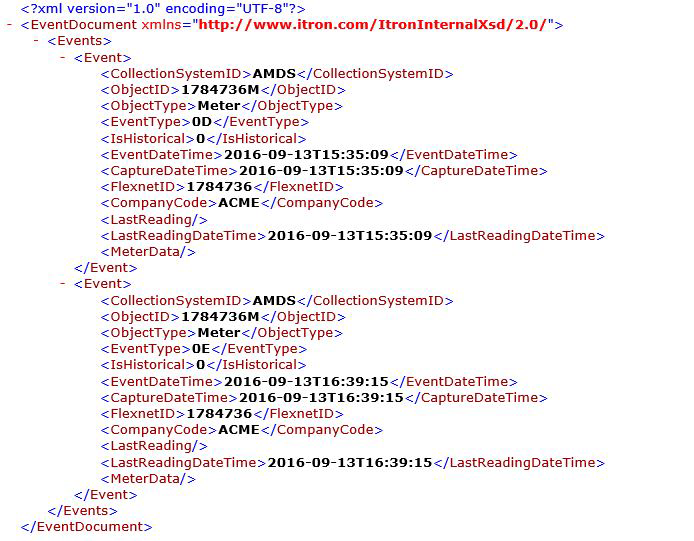 <?xml version="1.0" encoding="UTF-8"?>
- <EventDocument xmlns="http://www.itron.com/ItronInternalXsd/2.0/">
- <Events>
- <Event>
<CollectionSystemID>AMDS</CollectionSystemID>
<ObjectID>1784736M</ObjectID>
<ObjectType>Meter</ObjectType>
<EventType>0D</EventType>
<IsHistorical>0</IsHistorical>
<EventDateTime>2016-09-13T15:35:09</EventDateTime>
<CaptureDateTime>2016-09-13T15:35:09</CaptureDateTime>
<FlexnetID>1784736</FlexnetID>
<CompanyCode>ACME</CompanyCode>
<LastReading/>
<LastReadingDateTime>2016-09-13T15:35:09</LastReadingDateTime>
<MeterData/>
</Event>
- <Event>
<CollectionSystemID>AMDS</CollectionSystemID>
<ObjectID>1784736M</ObjectID>
<ObjectType>Meter</ObjectType>
<EventType>0E</EventType>
<IsHistorical>0</IsHistorical>
<EventDateTime>2016-09-13T16:39:15</EventDateTime>
<CaptureDateTime>2016-09-13T16:39:15</CaptureDateTime>
<FlexnetID>1784736</FlexnetID>
<CompanyCode>ACME</CompanyCode>
<LastReading/>
<LastReadingDateTime>2016-09-13T16:39:15</LastReadingDateTime>
<MeterData/>
</Event>
</Events>
</EventDocument>